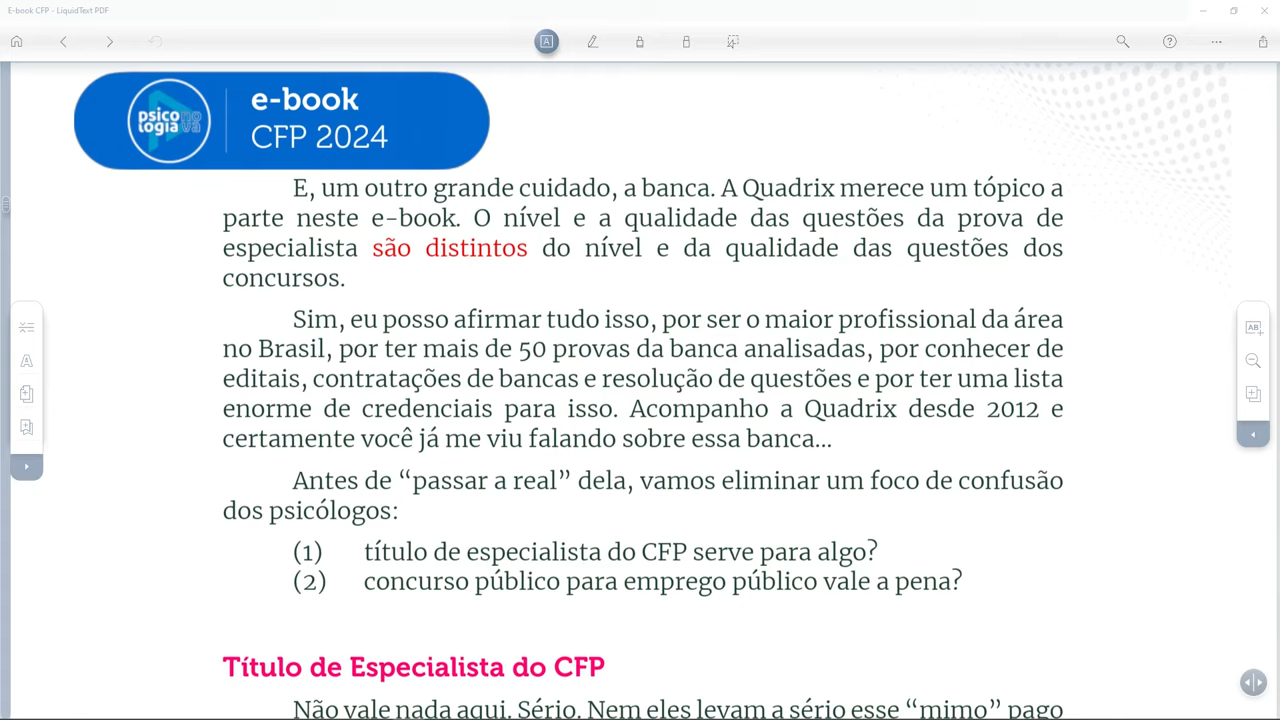 E-book CFP - LiquidText PDF
psico
logia
no
va
e-book
CFP 2024
E, um outro grande cuidado, a banca. A Quadrix merece um tópico a
parte neste e-book. O nível e a qualidade das questões da prova de
especialista são distintos do nível e da qualidade das questões dos
concursos.
Sim, eu posso afirmar tudo isso, por ser o maior profissional da área
no Brasil, por ter mais de 50 provas da banca analisadas, por conhecer de
editais, contratações de bancas e resolução de questões e por ter uma lista
enorme de credenciais para isso. Acompanho a Quadrix desde 2012 e
certamente você já me viu falando sobre essa banca...
Antes de “passar a real” dela, vamos eliminar um foco de confusão
dos psicólogos:
(1) título de especialista do CFP serve para algo?
(2) concurso público para emprego público vale a pena?
Título de Especialista do CFP
Não vale nada aqui. Sério. Nem eles levam a sério esse “mimo” pago